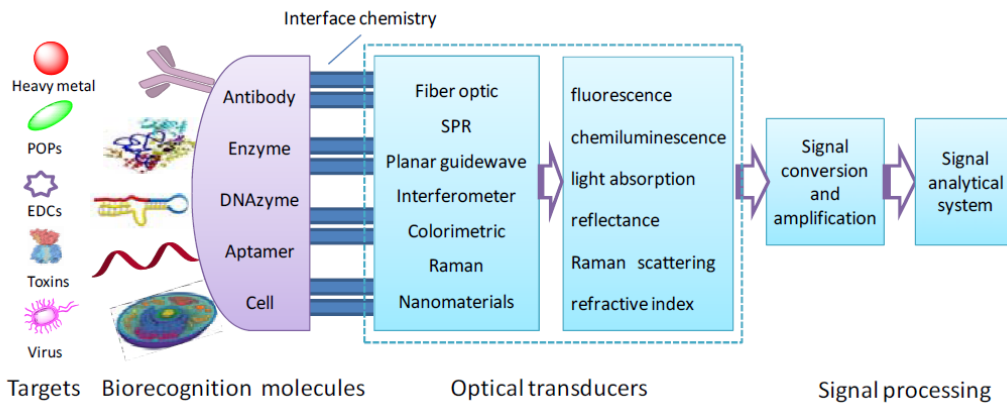 Interface chemistry
Heavy metal
POPs
EDCs
Toxins
Virus
Antibody
Enzyme
DNAzyme
Aptamer
Cell
Fiber optic
SPR
Planar guidewave
Interferometer
Colorimetric
Raman
Nanomaterials
fluorescence
chemiluminescence
light absorption
reflectance
Raman scattering
refractive index
Signal
conversion
and
amplification
Signal
analytical
system
Targets
Biorecognition molecules
Optical transducers
Signal processing